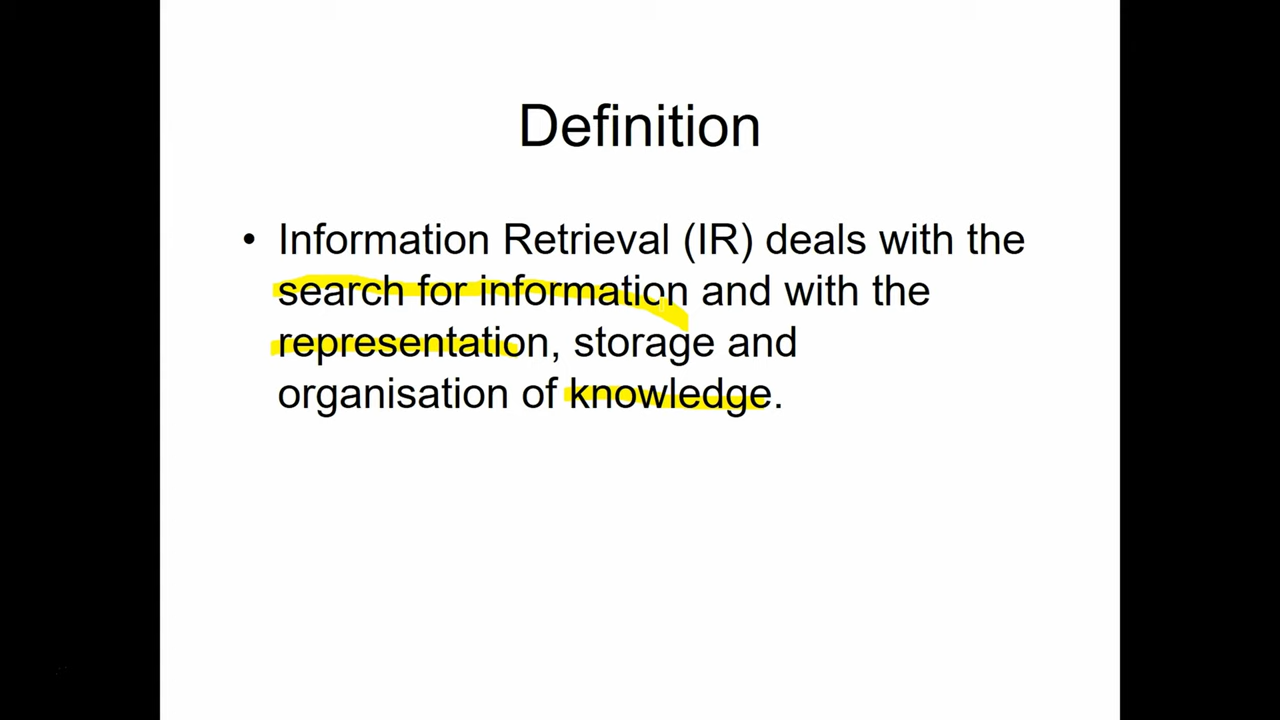 Definition
• Information Retrieval (IR) deals with the
search for information and with the
representation, storage and
organisation of knowledge.